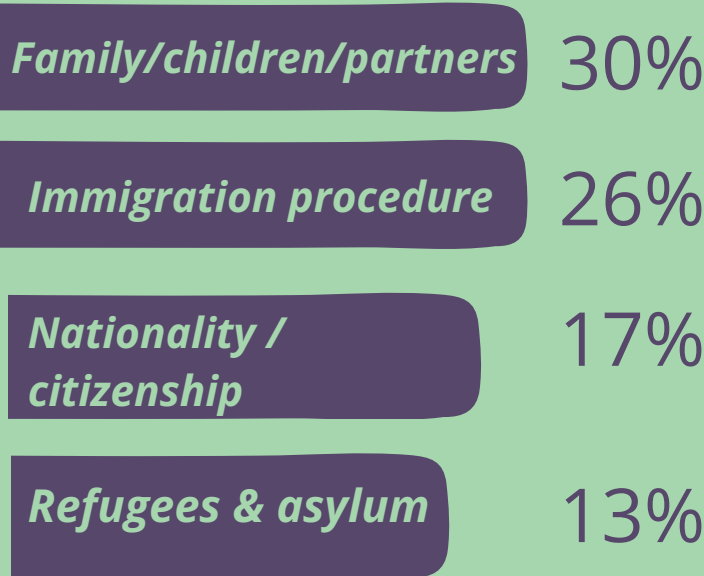 Family/children/partners 30%
Immigration procedure 26%
Nationality / 17%
citizenship
Refugees & asylum 13%